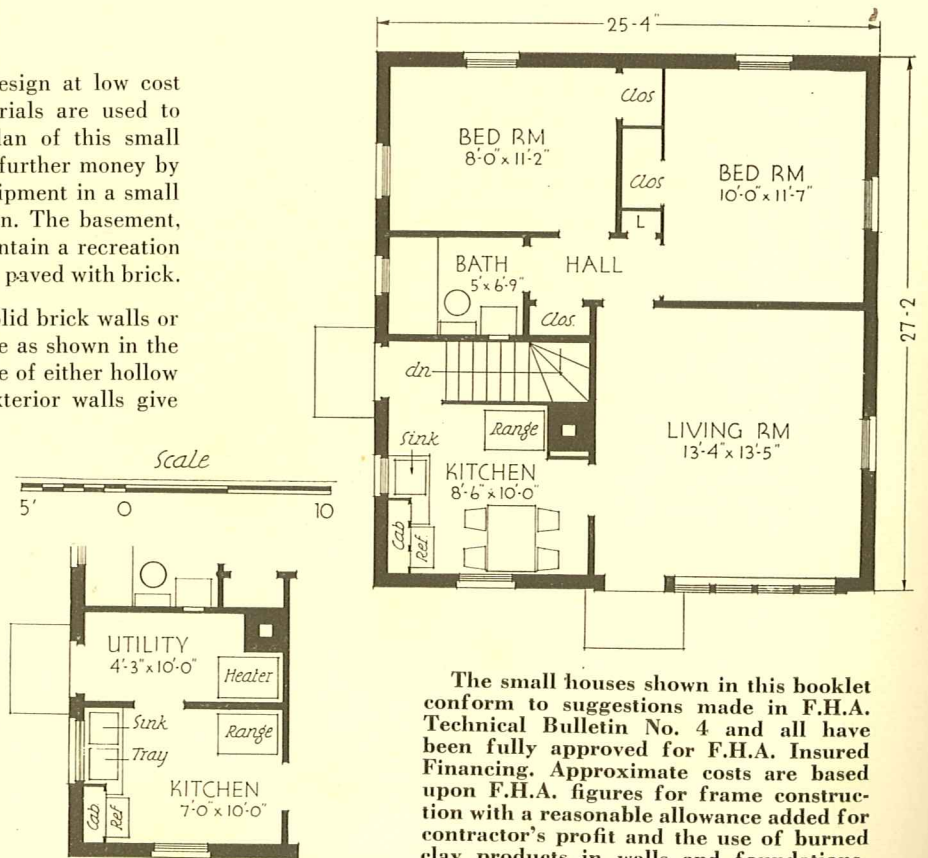 25-4"
esign at low cost
rials are used to
lan of this small
further money by
ipment in a small
n. The basement,
ntain a recreation
paved with brick.
lid brick walls or
e as shown in the
e of either hollow
xterior walls give
Scale
5' 0 10
Clos
BED RM
8'-0" x 11'-2"
Clos
BED RM
10'-0" x 11'-7"
L
BATH
5' x 6'-9"
HALL
Clos.
27-2
dn
Range
Sink
LIVING RM
13'-4" x 13'-5"
KITCHEN
8'-6" x 10'-0"
Cab
Ref.
UTILITY
4'-3" x 10'-0"
Heater
Sink
Range
Tray
KITCHEN
7'-0" x 10'-0"
Cab
Ref
The small houses shown in this booklet
conform to suggestions made in F.H.A.
Technical Bulletin No. 4 and all have
been fully approved for F.H.A. Insured
Financing. Approximate costs are based
upon F.H.A. figures for frame construc-
tion with a reasonable allowance added for
contractor's profit and the use of burned
clay products in walls and foundations.